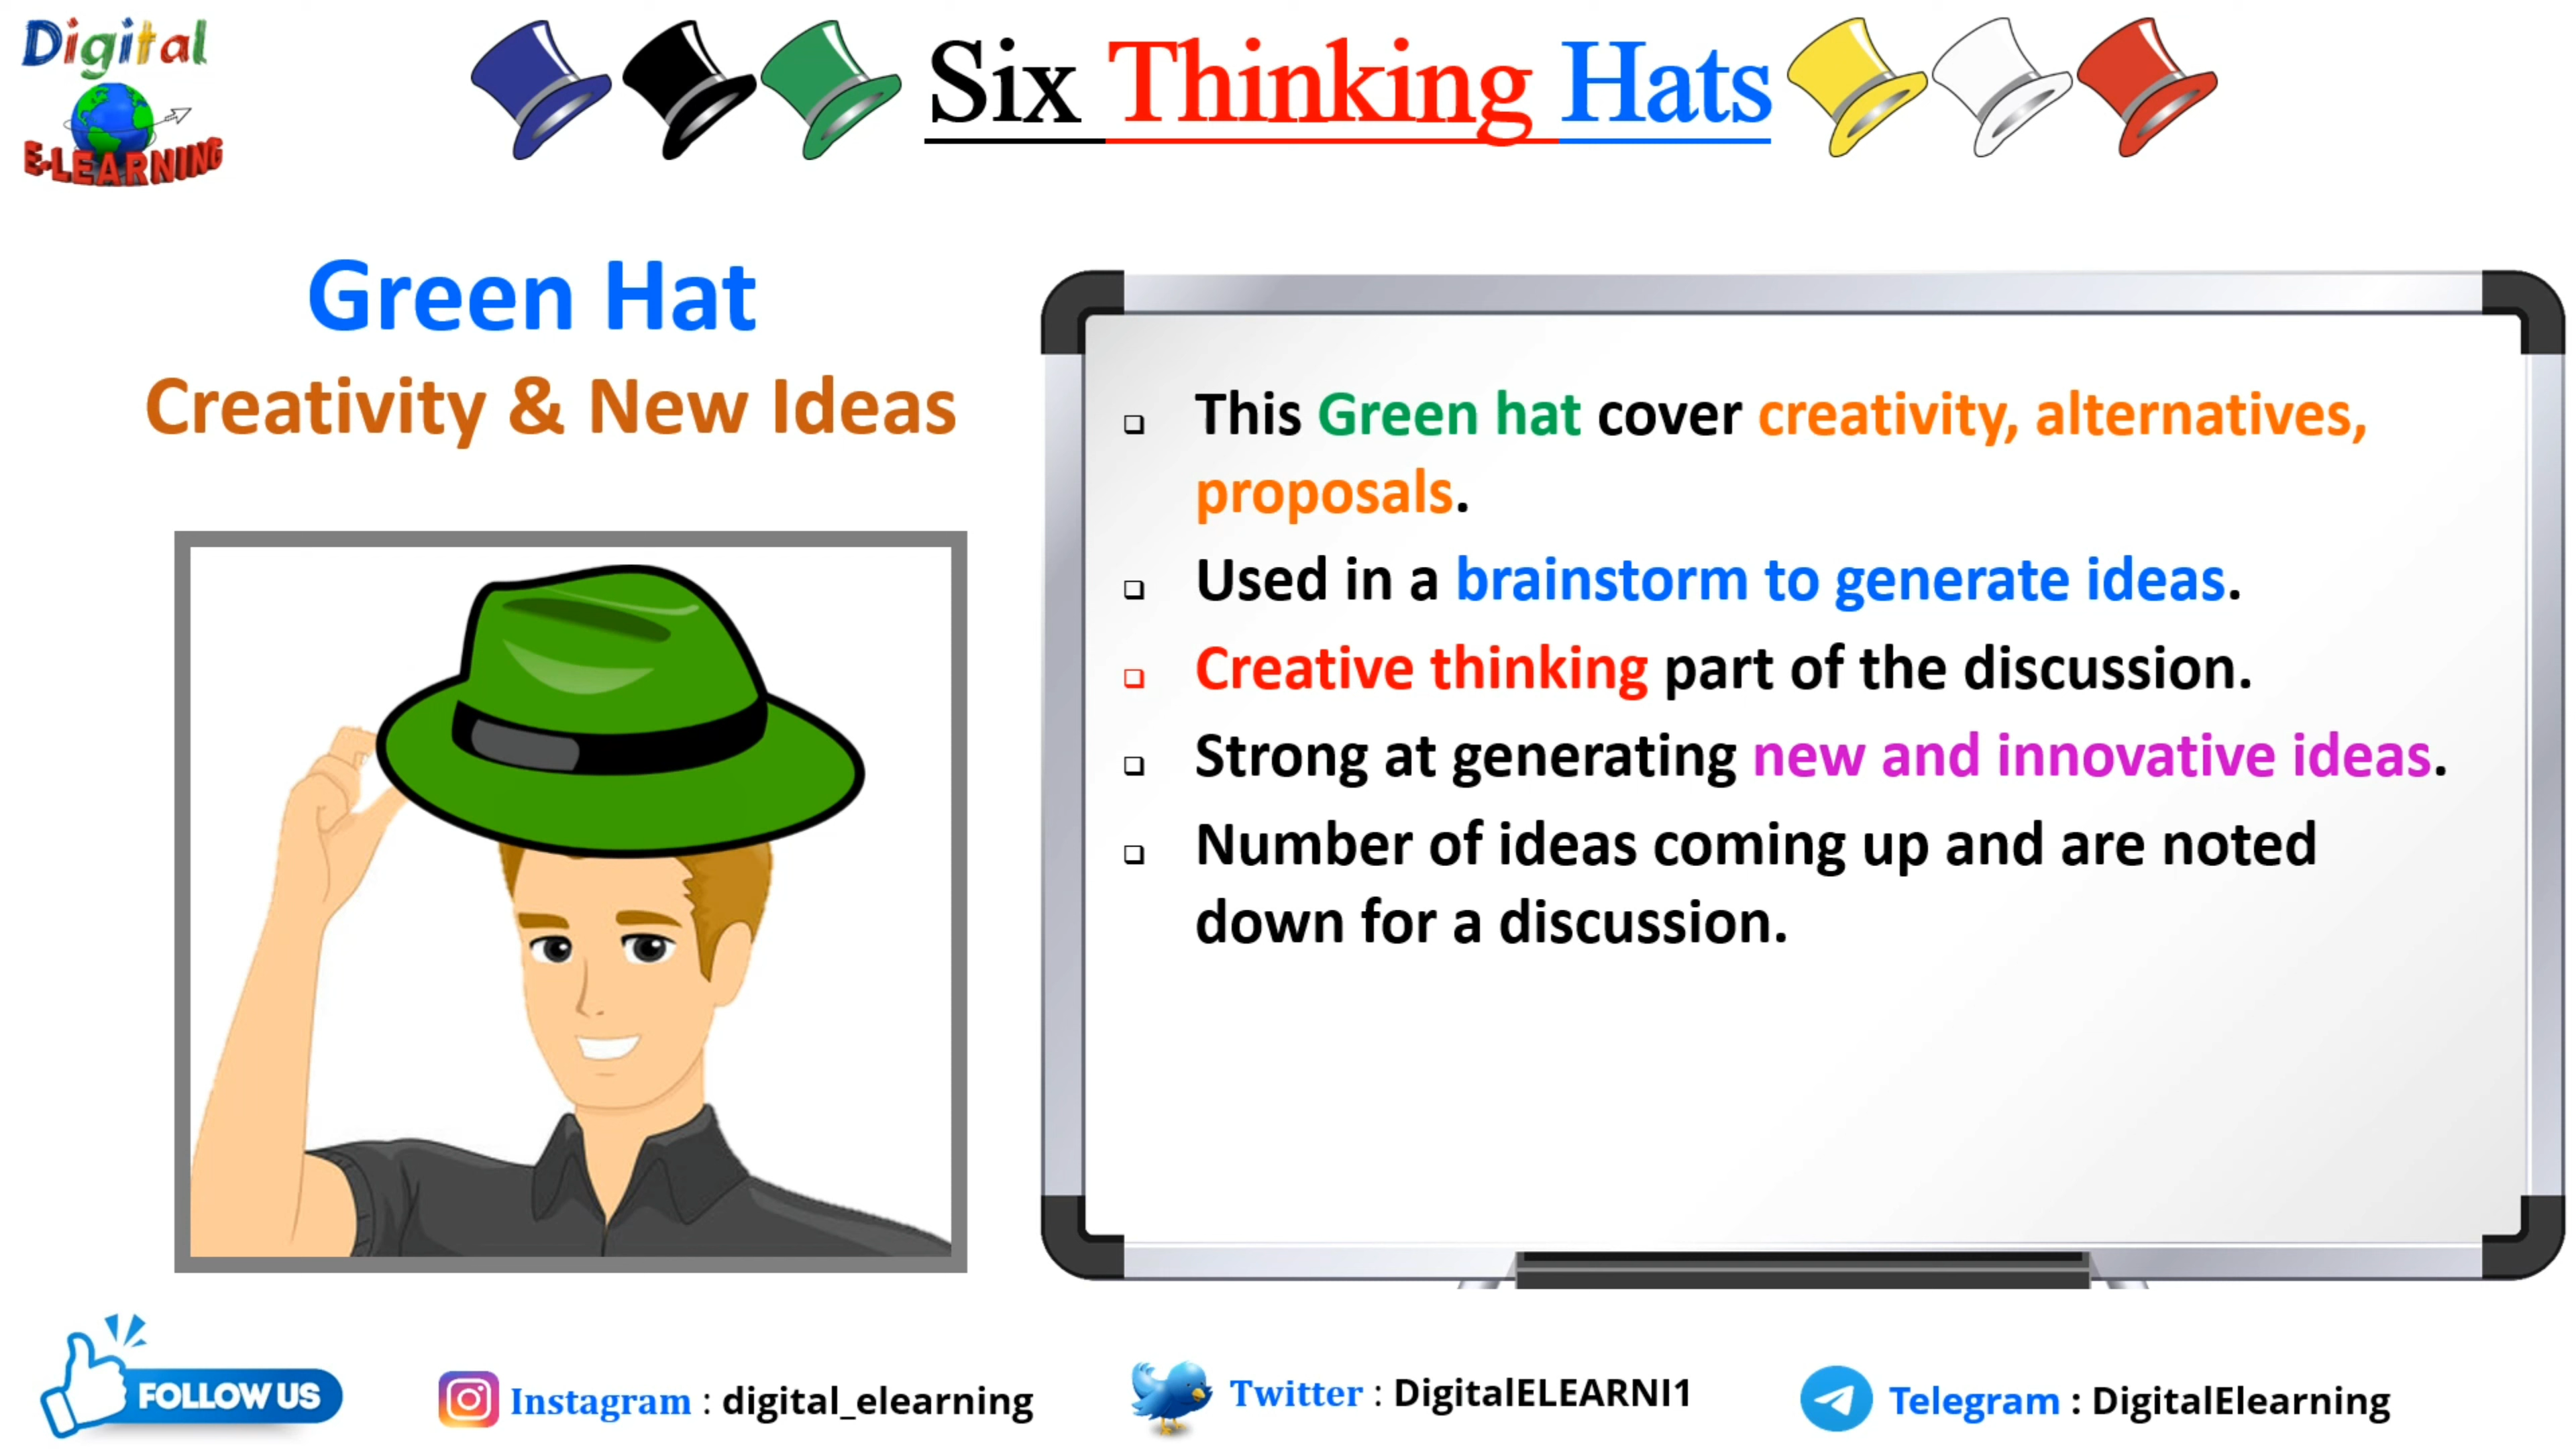 Digital
E-LEARNING
Six Thinking Hats
Green Hat
Creativity & New Ideas
This Green hat cover creativity, alternatives,
proposals.
Used in a brainstorm to generate ideas.
Creative thinking part of the discussion.
Strong at generating new and innovative ideas.
Number of ideas coming up and are noted
down for a discussion.
FOLLOW US
Instagram : digital_elearning
Twitter : DigitalELEARNI1
Telegram : DigitalElearning